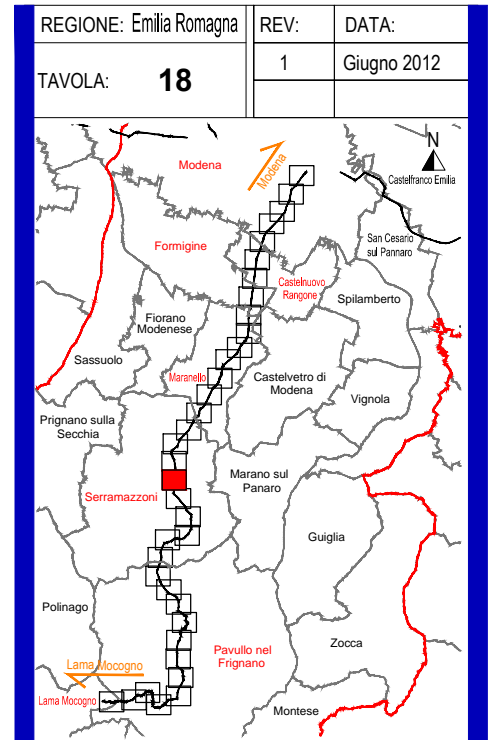 REGIONE: Emilia Romagna
REV:
DATA:
TAVOLA: 18
1
Giugno 2012
N
Modena
Modena
Castelfranco Emilia
Formigine
San Cesario
sul Pannaro
Castelnuovo
Rangone
Spilamberto
Fiorano
Modenese
Sassuolo
Maranello
Castelvetro di
Modena
Vignola
Prignano sulla
Secchia
Marano sul
Panaro
Serramazzoni
Guiglia
Polinago
Pavullo nel
Frignano
Zocca
Lama Mocogno
Lama Mocogno
Montese